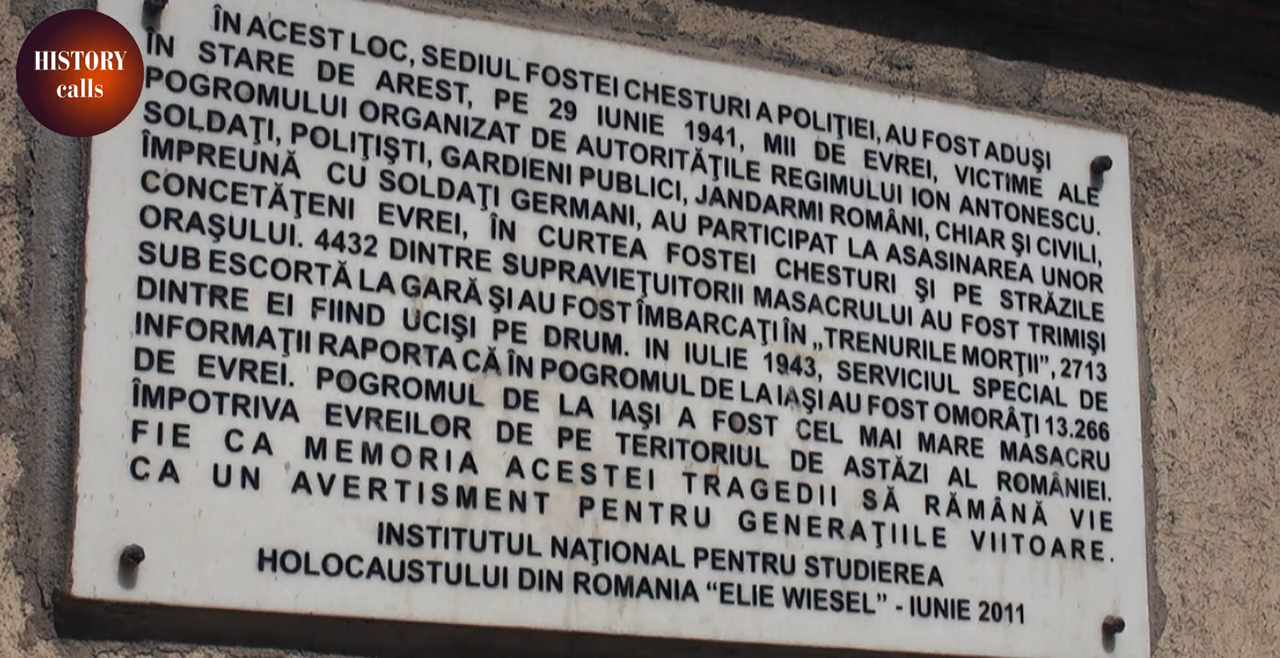 HISTORY
calls
ÎN ACEST LOC, SEDIUL FOSTEI CHESTURI A POLIŢIEI, AU FOST ADUŞI
ÎN STARE DE AREST, PE 29 IUNIE 1941, MII DE EVREI, VICTIME ALE
POGROMULUI ORGANIZAT DE AUTORITĂŢILE REGIMULUI ION ANTONESCU.
SOLDAŢI, POLIŢIŞTI, GARDIENI PUBLICI, JANDARMI ROMÂNI, CHIAR ŞI CIVILI,
ÎMPREUNĂ CU SOLDAŢI GERMANI, AU PARTICIPAT LA ASASINAREA UNOR
CONCETĂŢENI EVREI, ÎN CURTEA FOSTEI CHESTURI ŞI PE STRĂZILE
ORAŞULUI. 4432 DINTRE SUPRAVIEŢUITORII MASACRULUI AU FOST TRIMIŞI
SUB ESCORTĂ LA GARĂ ŞI AU FOST ÎMBARCAŢI ÎN „TRENURILE MORŢII”, 2713
DINTRE EI FIIND UCIŞI PE DRUM. IN IULIE 1943, SERVICIUL SPECIAL DE
INFORMAŢII RAPORTA CĂ ÎN POGROMUL DE LA IAŞI AU FOST OMORÂŢI 13.266
DE EVREI. POGROMUL DE LA IAŞI A FOST CEL MAI MARE MASACRU
ÎMPOTRIVA EVREILOR DE PE TERITORIUL DE ASTĂZI AL ROMÂNIEI.
FIE CA MEMORIA ACESTEI TRAGEDII SĂ RĂMÂNĂ VIE
CA UN AVERTISMENT PENTRU GENERAŢIILE VIITOARE.
INSTITUTUL NAŢIONAL PENTRU STUDIEREA
HOLOCAUSTULUI DIN ROMANIA “ELIE WIESEL” - IUNIE 2011